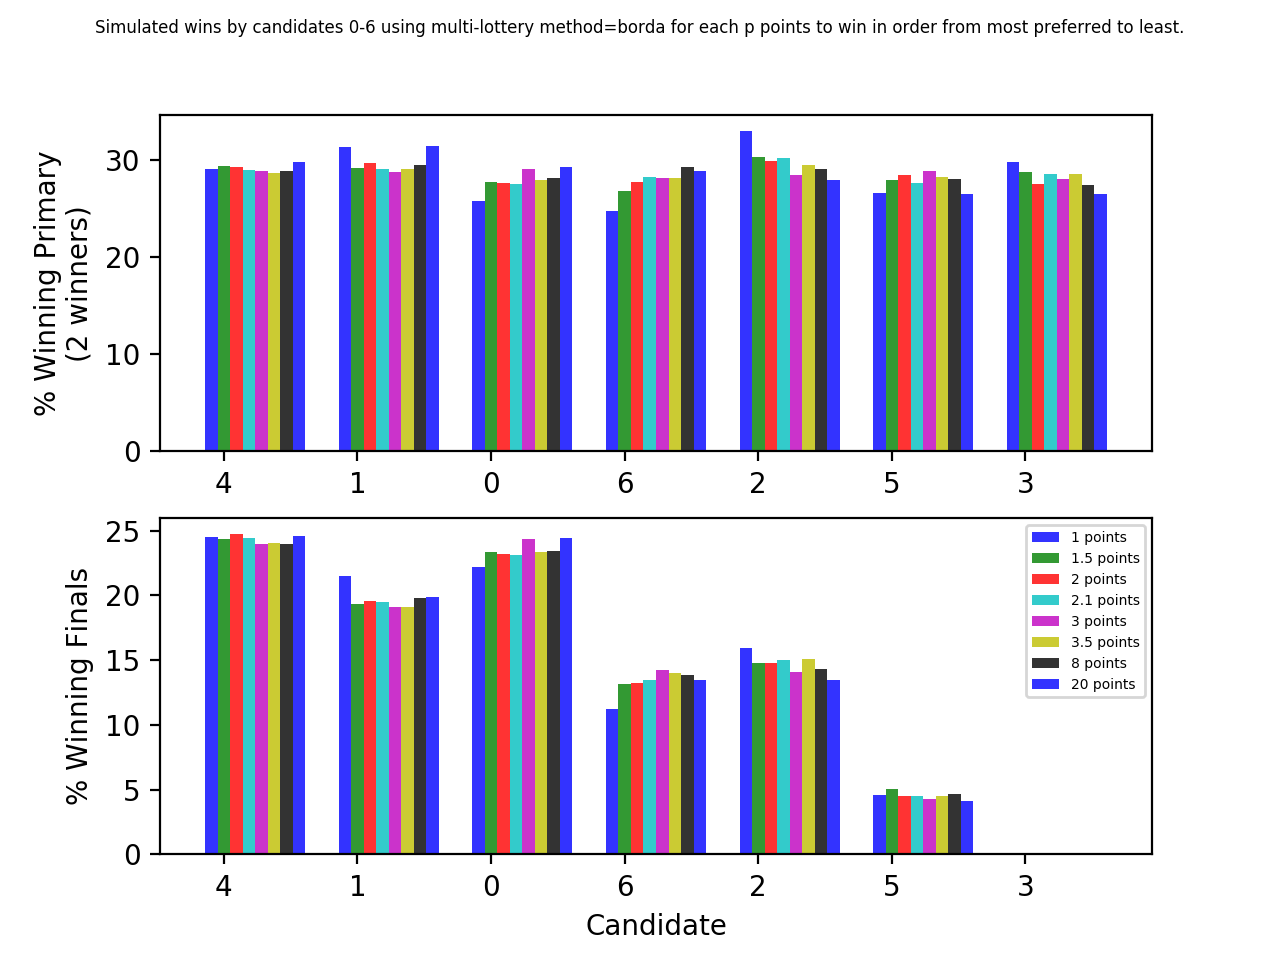 Simulated wins by candidates 0-6 using multi-lottery method=borda for each p points to win in order from most preferred to least.
% Winning Primary
(2 winners)
30
20
10
0
4 1 0 6 2 5 3
% Winning Finals
25
20
15
10
5
0
1 points
1.5 points
2 points
2.1 points
3 points
3.5 points
8 points
20 points
4 1 0 6 2 5 3
Candidate